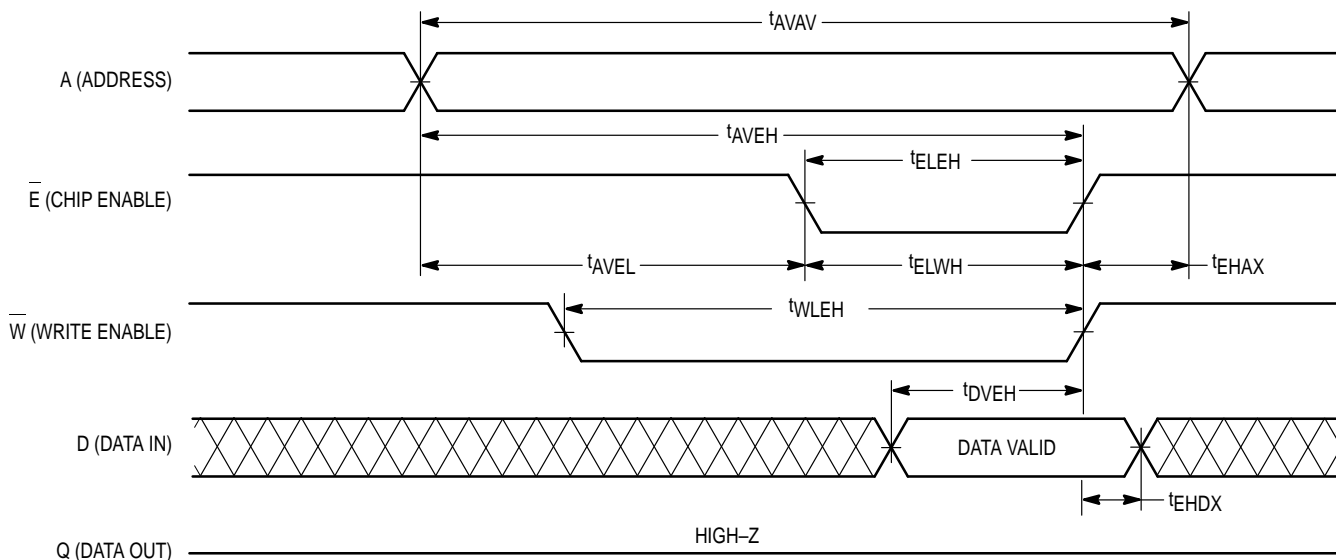 tAVAV
A (ADDRESS)
tAVEH
tELEH
E̅ (CHIP ENABLE)
tAVEL
tELWH
tEHAX
tWLEH
W̅ (WRITE ENABLE)
tDVEH
D (DATA IN)
DATA VALID
tEHDX
HIGH–Z
Q (DATA OUT)